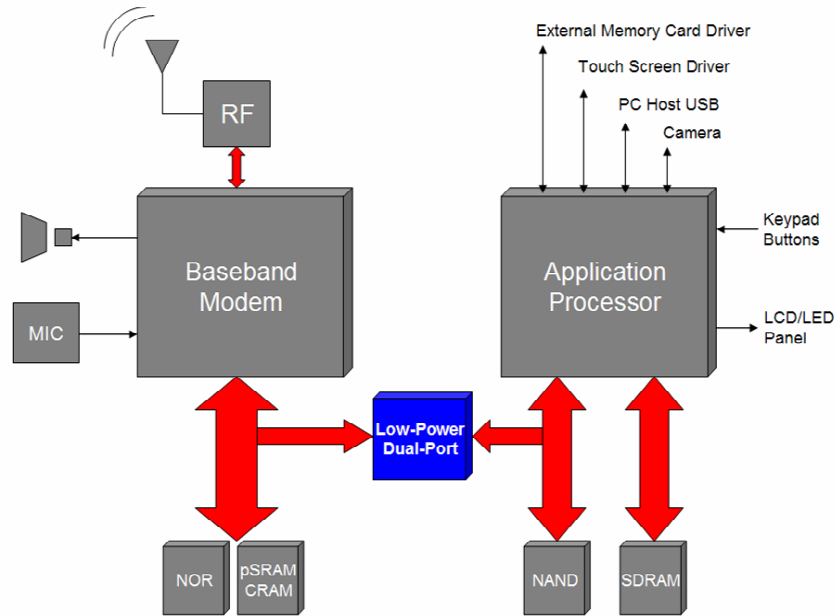 External Memory Card Driver
Touch Screen Driver
PC Host USB
Camera
RF
Baseband
Modem
Application
Processor
Keypad
Buttons
MIC
LCD/LED
Panel
Low-Power
Dual-Port
NOR
pSRAM
CRAM
NAND
SDRAM